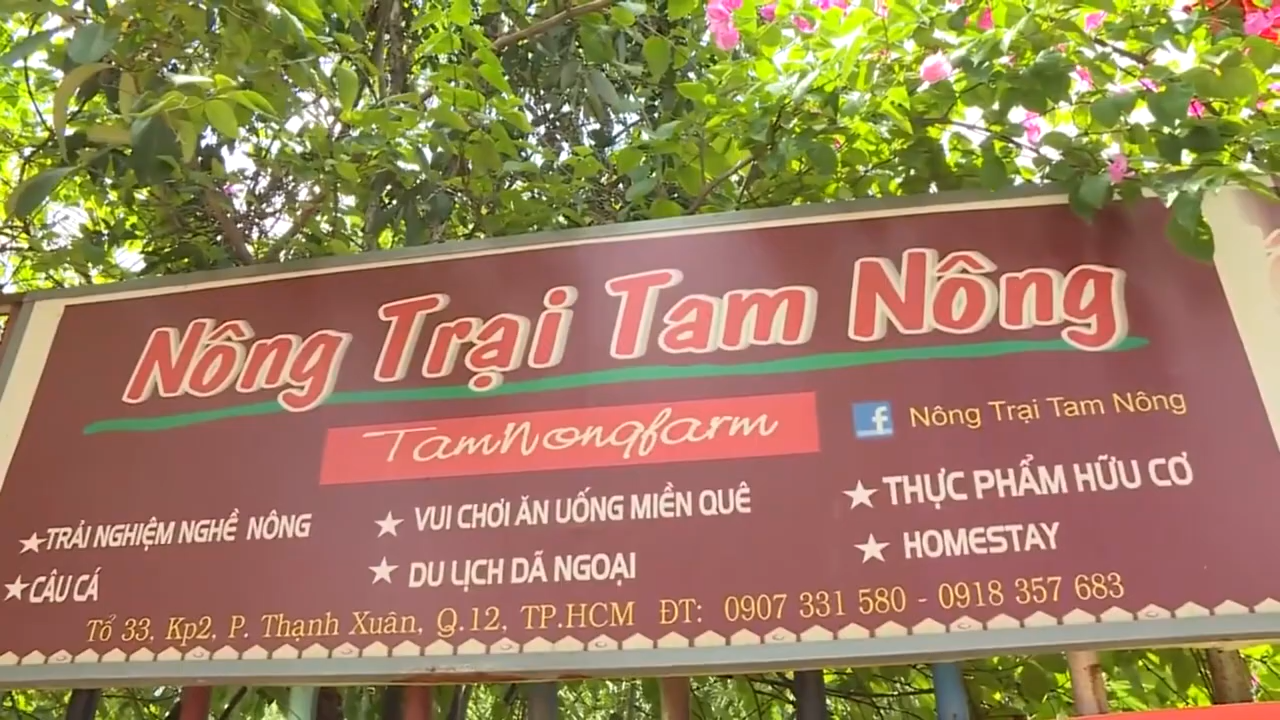 Nông Trại Tam Nông
TamNongfarm
Nông Trại Tam Nông
★TRẢI NGHIỆM NGHỀ NÔNG
★ VUI CHƠI ĂN UỐNG MIỀN QUÊ
★ THỰC PHẨM HỮU CƠ
★CÂU CÁ
★ DU LỊCH DÃ NGOẠI
★ HOMESTAY
Tổ 33, Kp2, P. Thạnh Xuân, Q.12, TP.HCM ĐT: 0907 331 580 - 0918 357 683